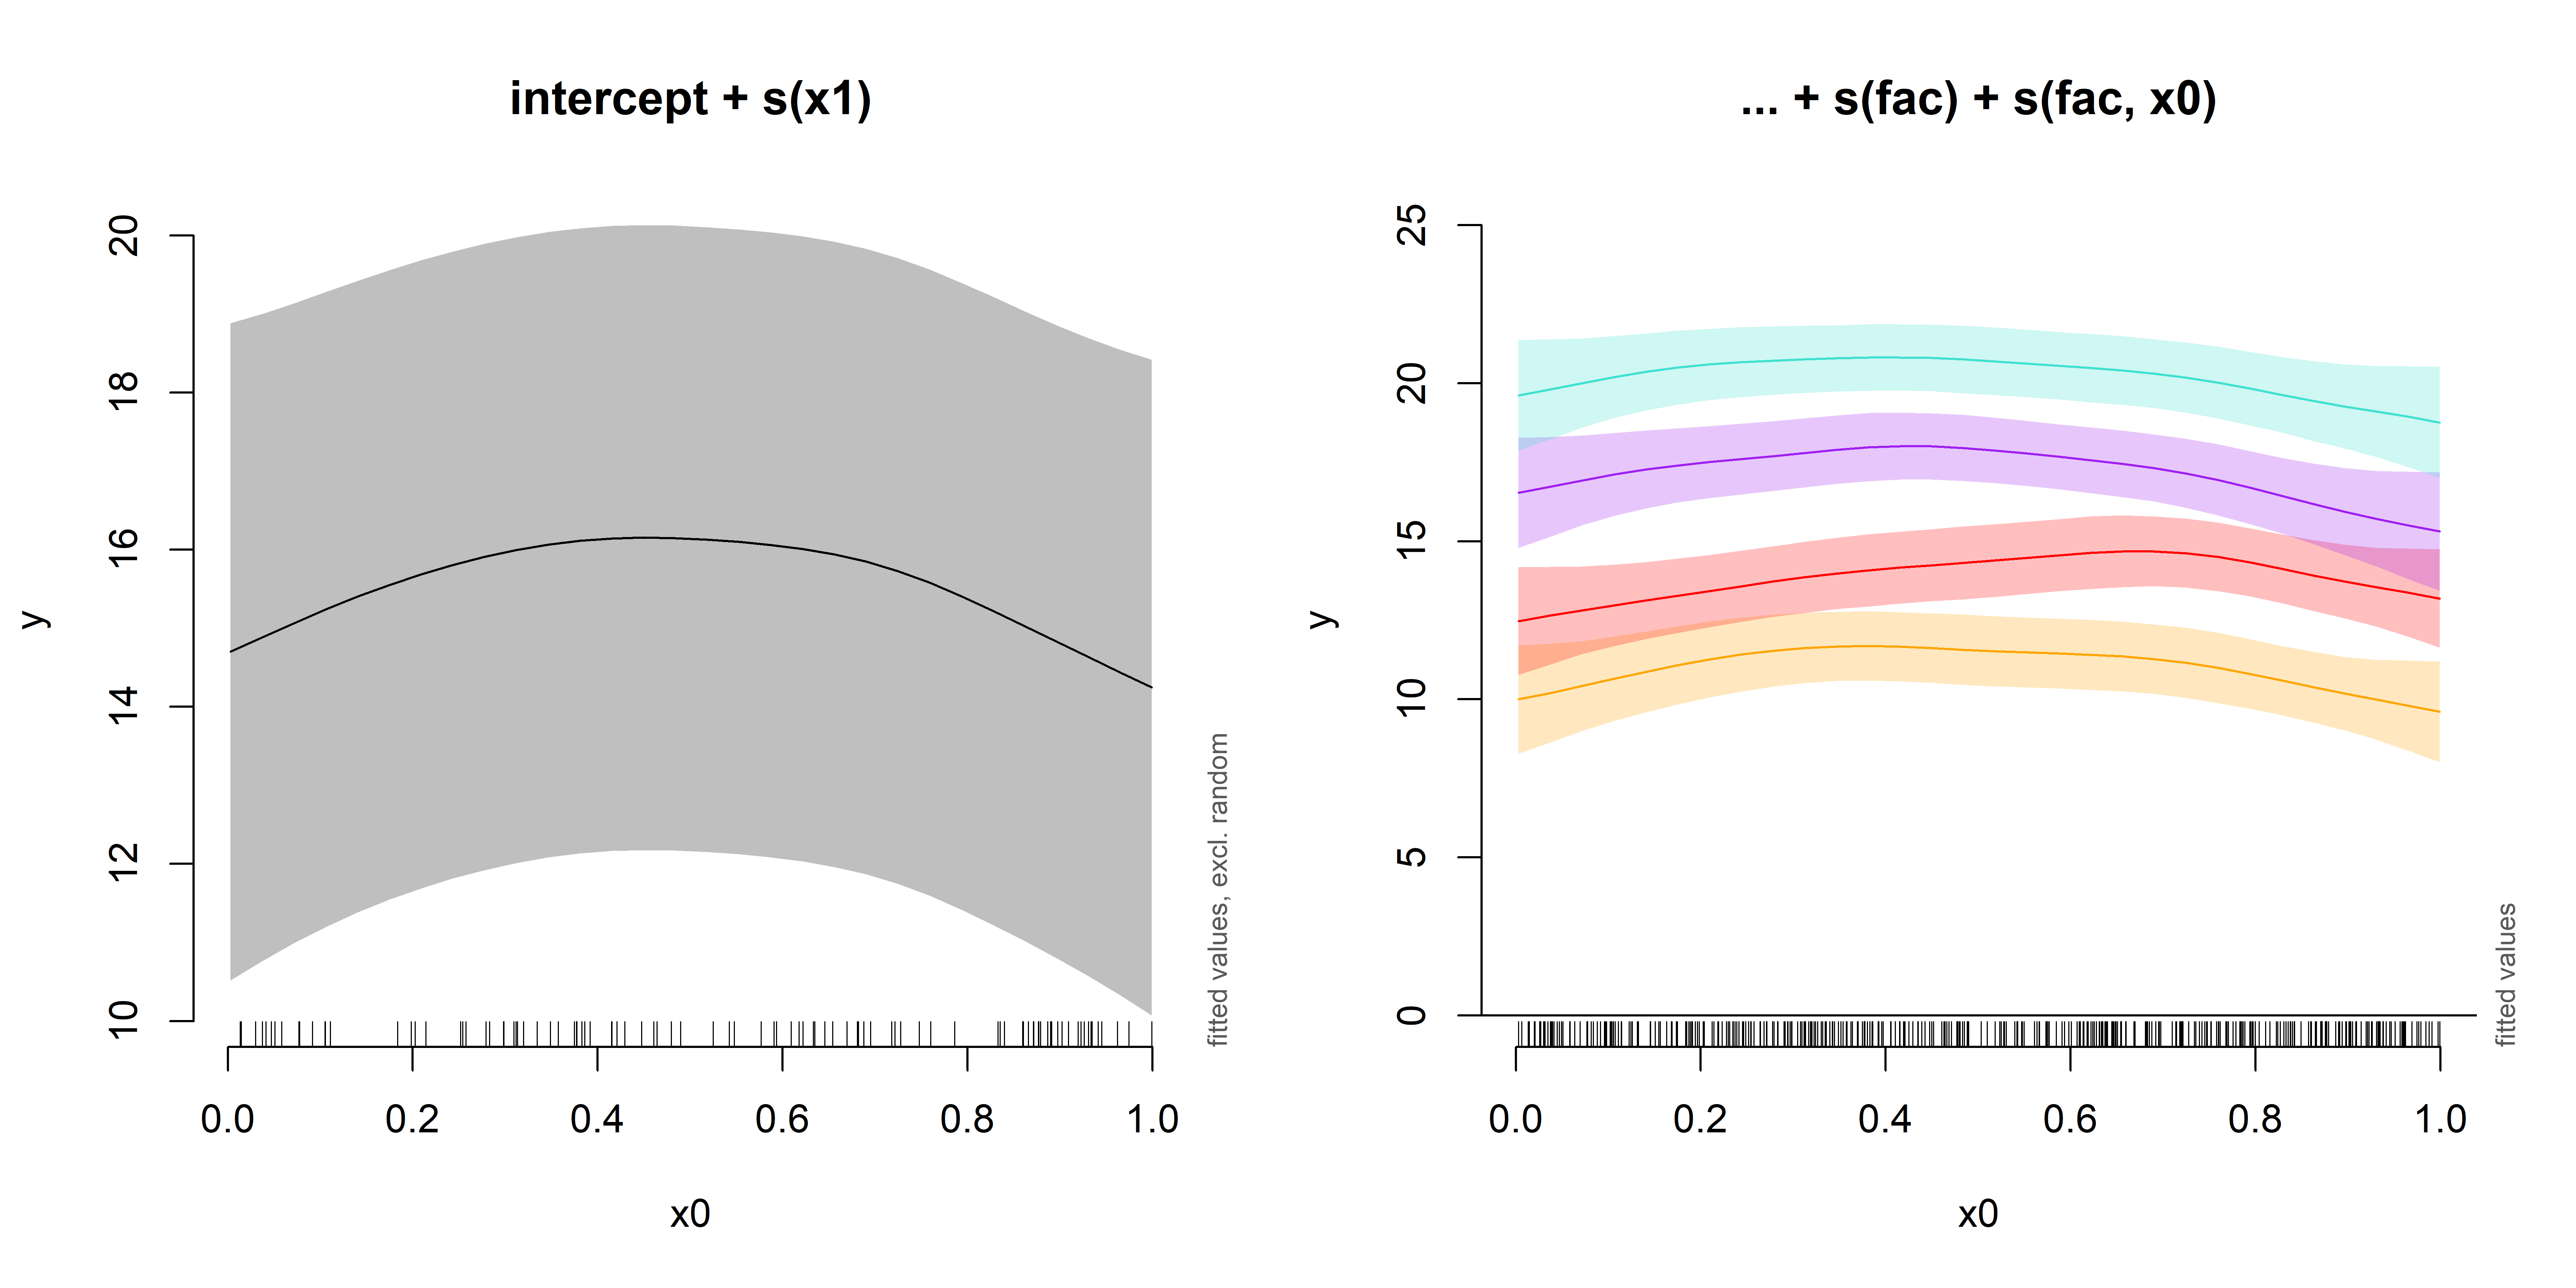 intercept + s(x1)
y
20
18
16
14
12
10
0.0 0.2 0.4 0.6 0.8 1.0
x0
fitted values, excl. random
... + s(fac) + s(fac, x0)
y
25
20
15
10
5
0
0.0 0.2 0.4 0.6 0.8 1.0
x0
fitted values